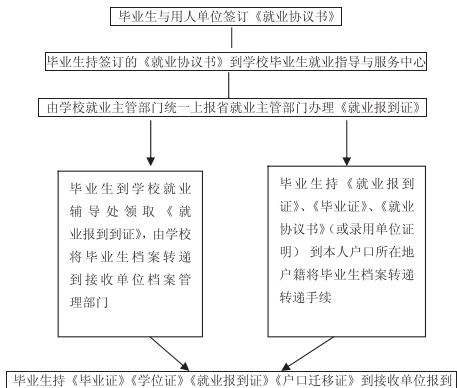 毕业生与用人单位签订《就业协议书》
毕业生持签订的《就业协议书》到学校毕业生就业指导与服务中心
由学校就业主管部门统一上报省就业主管部门办理《就业报到证》
毕业生到学校就业
辅导处领取《就
业报到到证》，由学校
将毕业生档案转递
到接收单位档案管
理部门
毕业生持《就业报到
证》、《毕业证》、《就业
协议书》（或录用单位证
明） 到本人户口所在地
户籍将毕业生档案转递
转递手续
毕业生持《毕业证》《学位证》《就业报到证》《户口迁移证》到接收单位报到